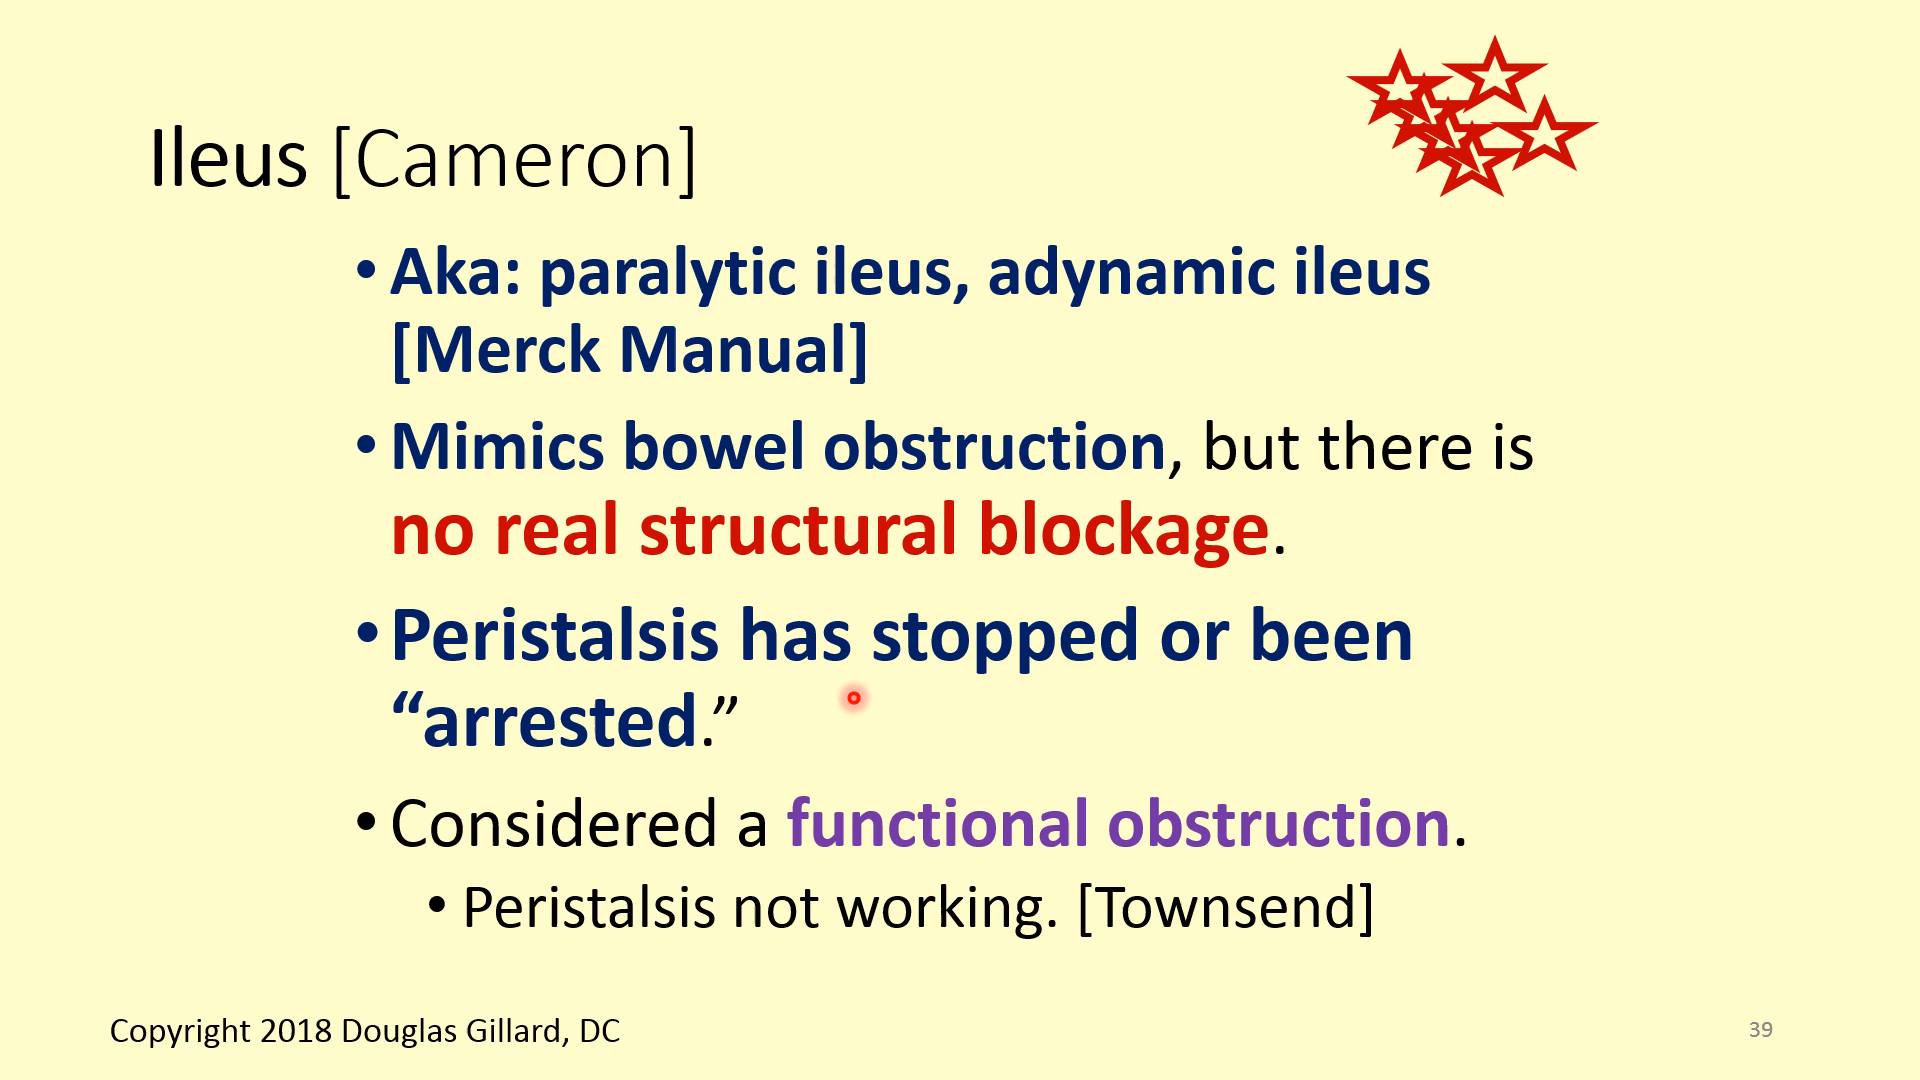 Ileus [Cameron]
• Aka: paralytic ileus, adynamic ileus
[Merck Manual]
• Mimics bowel obstruction, but there is
no real structural blockage.
• Peristalsis has stopped or been
“arrested.”
• Considered a functional obstruction.
• Peristalsis not working. [Townsend]
Copyright 2018 Douglas Gillard, DC
39